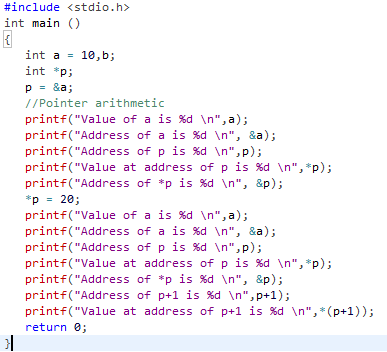 #include <stdio.h>
int main ()
{
int a = 10,b;
int *p;
p = &a;
//Pointer arithmetic
printf("Value of a is %d \n",a);
printf("Address of a is %d \n", &a);
printf("Address of p is %d \n",p);
printf("Value at address of p is %d \n",*p);
printf("Address of *p is %d \n", &p);
*p = 20;
printf("Value of a is %d \n",a);
printf("Address of a is %d \n", &a);
printf("Address of p is %d \n",p);
printf("Value at address of p is %d \n",*p);
printf("Address of *p is %d \n", &p);
printf("Address of p+1 is %d \n",p+1);
printf("Value at address of p+1 is %d \n",*(p+1));
return 0;
}